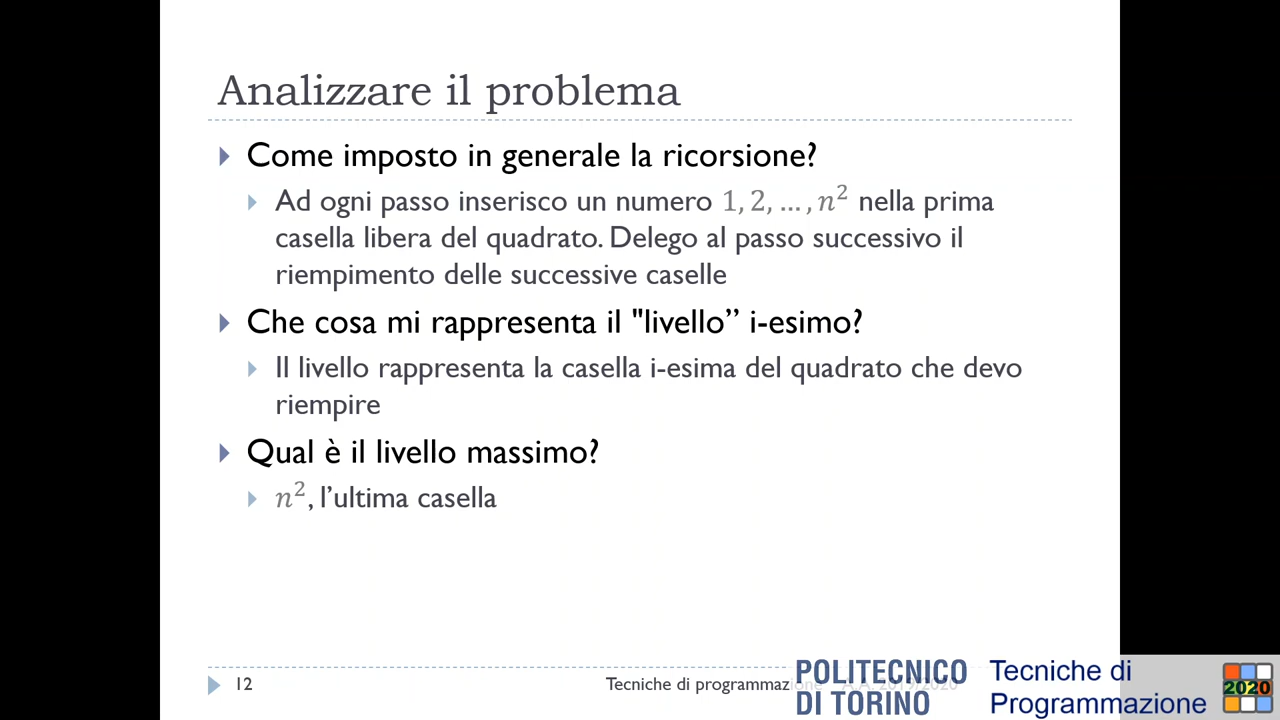 Analizzare il problema
Come imposto in generale la ricorsione?
Ad ogni passo inserisco un numero 1, 2, … , n² nella prima
casella libera del quadrato. Delego al passo successivo il
riempimento delle successive caselle
Che cosa mi rappresenta il "livello” i-esimo?
Il livello rappresenta la casella i-esima del quadrato che devo
riempire
Qual è il livello massimo?
n², l’ultima casella
12
Tecniche di programmazione A.A. 2019/2020
POLITECNICO
DI TORINO
Tecniche di
Programmazione
2020